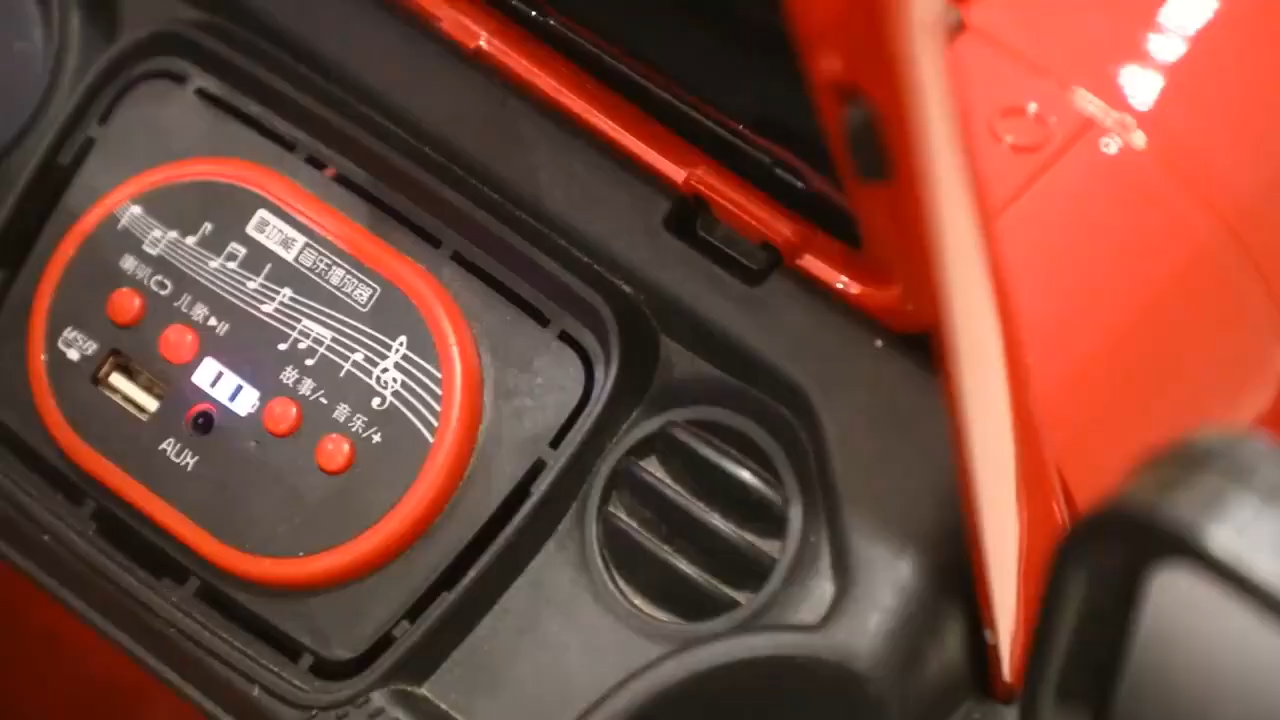 多功能 音乐播放器
喇叭
儿歌 ▶॥
故事/-
音乐/+
USB
AUX